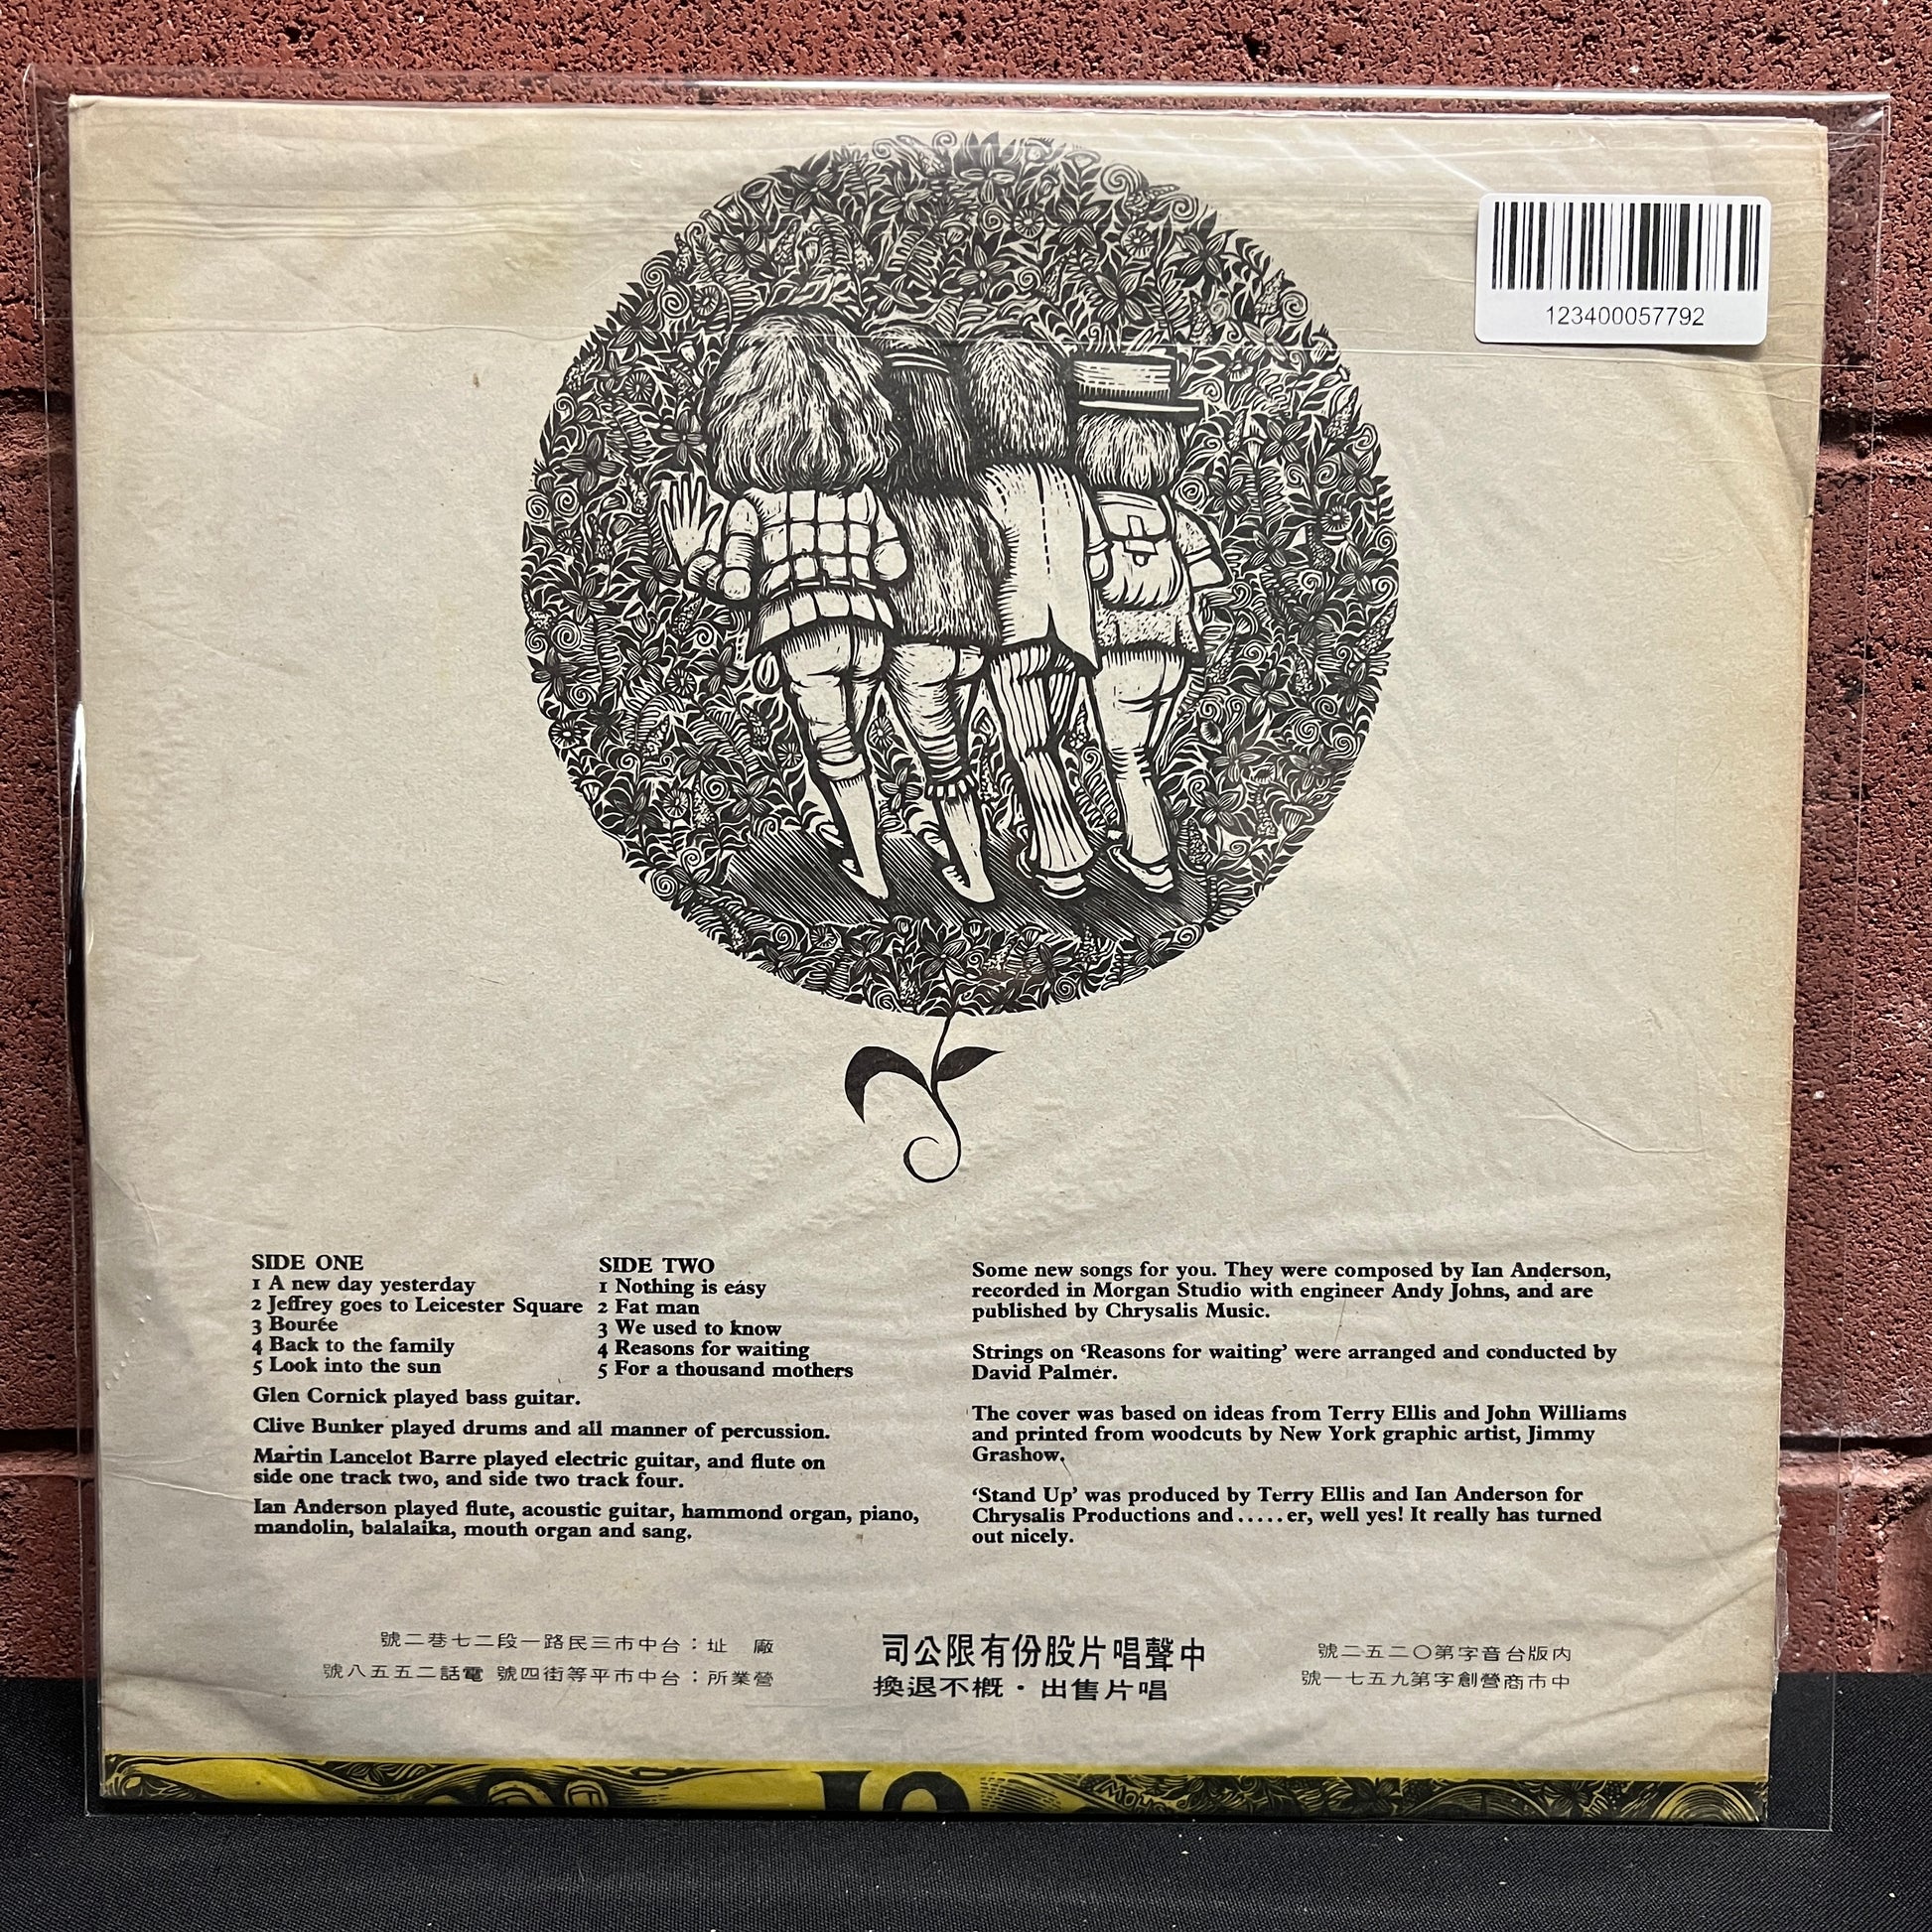 123400057792
SIDE ONE
1 A new day yesterday
2 Jeffrey goes to Leicester Square
3 Bourée
4 Back to the family
5 Look into the sun
SIDE TWO
1 Nothing is easy
2 Fat man
3 We used to know
4 Reasons for waiting
5 For a thousand mothers
Glen Cornick played bass guitar.
Clive Bunker played drums and all manner of percussion.
Martin Lancelot Barre played electric guitar, and flute on
side one track two, and side two track four.
Ian Anderson played flute, acoustic guitar, hammond organ, piano,
mandolin, balalaika, mouth organ and sang.
Some new songs for you. They were composed by Ian Anderson,
recorded in Morgan Studio with engineer Andy Johns, and are
published by Chrysalis Music.
Strings on ‘Reasons for waiting’ were arranged and conducted by
David Palmer.
The cover was based on ideas from Terry Ellis and John Williams
and printed from woodcuts by New York graphic artist, Jimmy
Grashow.
‘Stand Up’ was produced by Terry Ellis and Ian Anderson for
Chrysalis Productions and.....er, well yes! It really has turned
out nicely.
內版台音字第〇二五二號
中市商營創字第九五七一號
中聲唱片股份有限公司
唱片售出・概不退換
廠 址：台中市三民路一段二七巷二號
營業所：台中市平等街四號 電話二五五八號